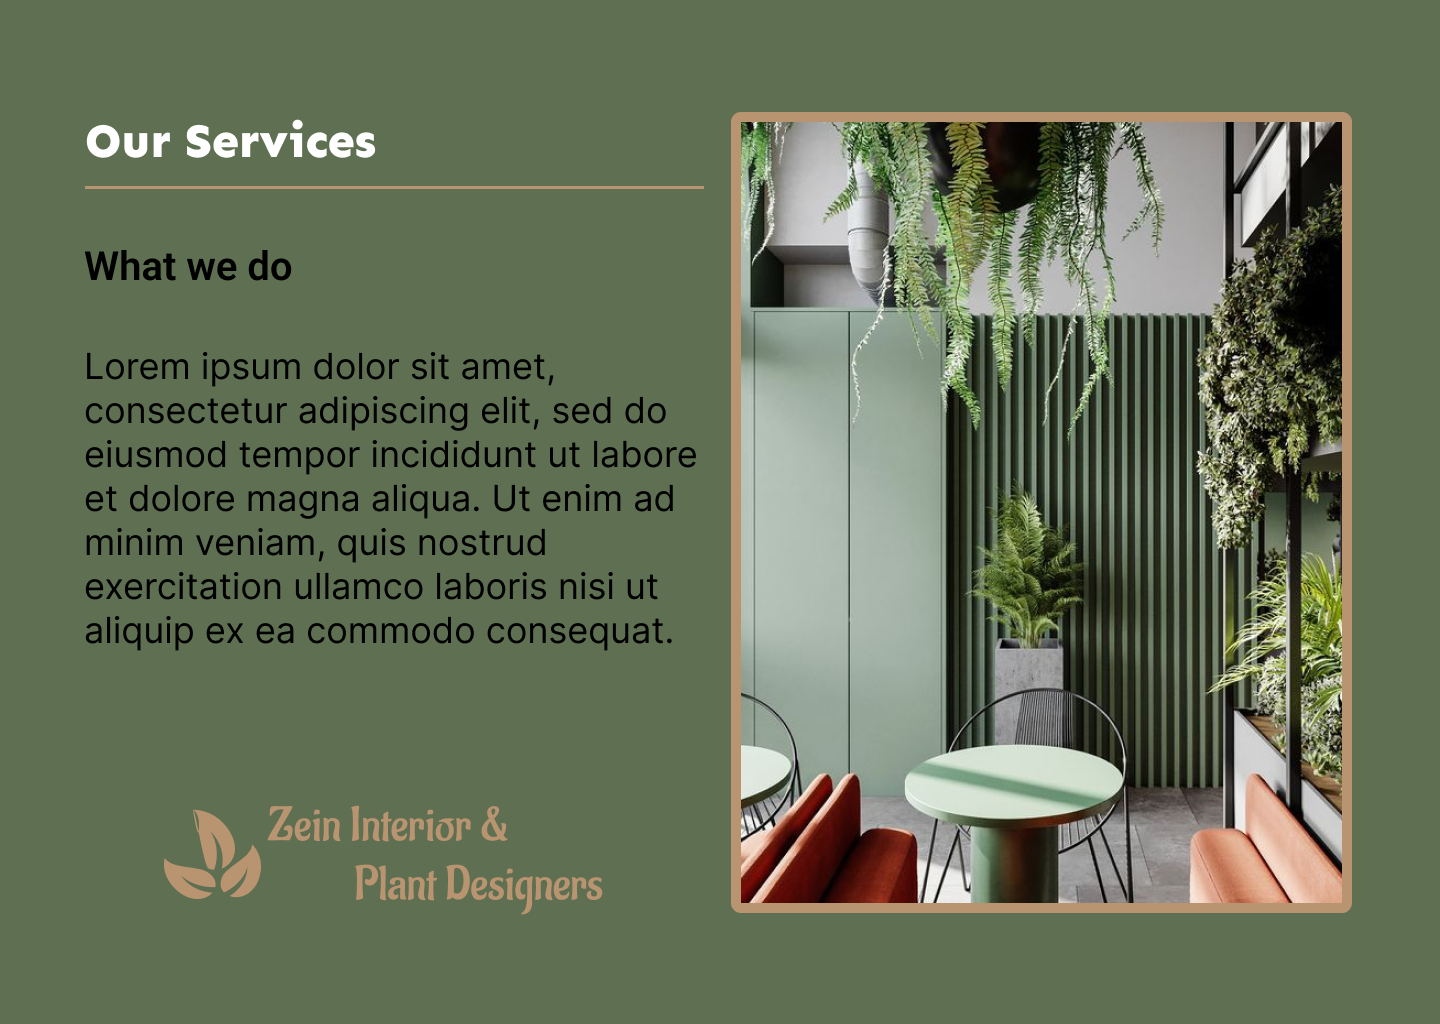 Our Services
What we do
Lorem ipsum dolor sit amet,
consectetur adipiscing elit, sed do
eiusmod tempor incididunt ut labore
et dolore magna aliqua. Ut enim ad
minim veniam, quis nostrud
exercitation ullamco laboris nisi ut
aliquip ex ea commodo consequat.
Zein Interior &
Plant Designers